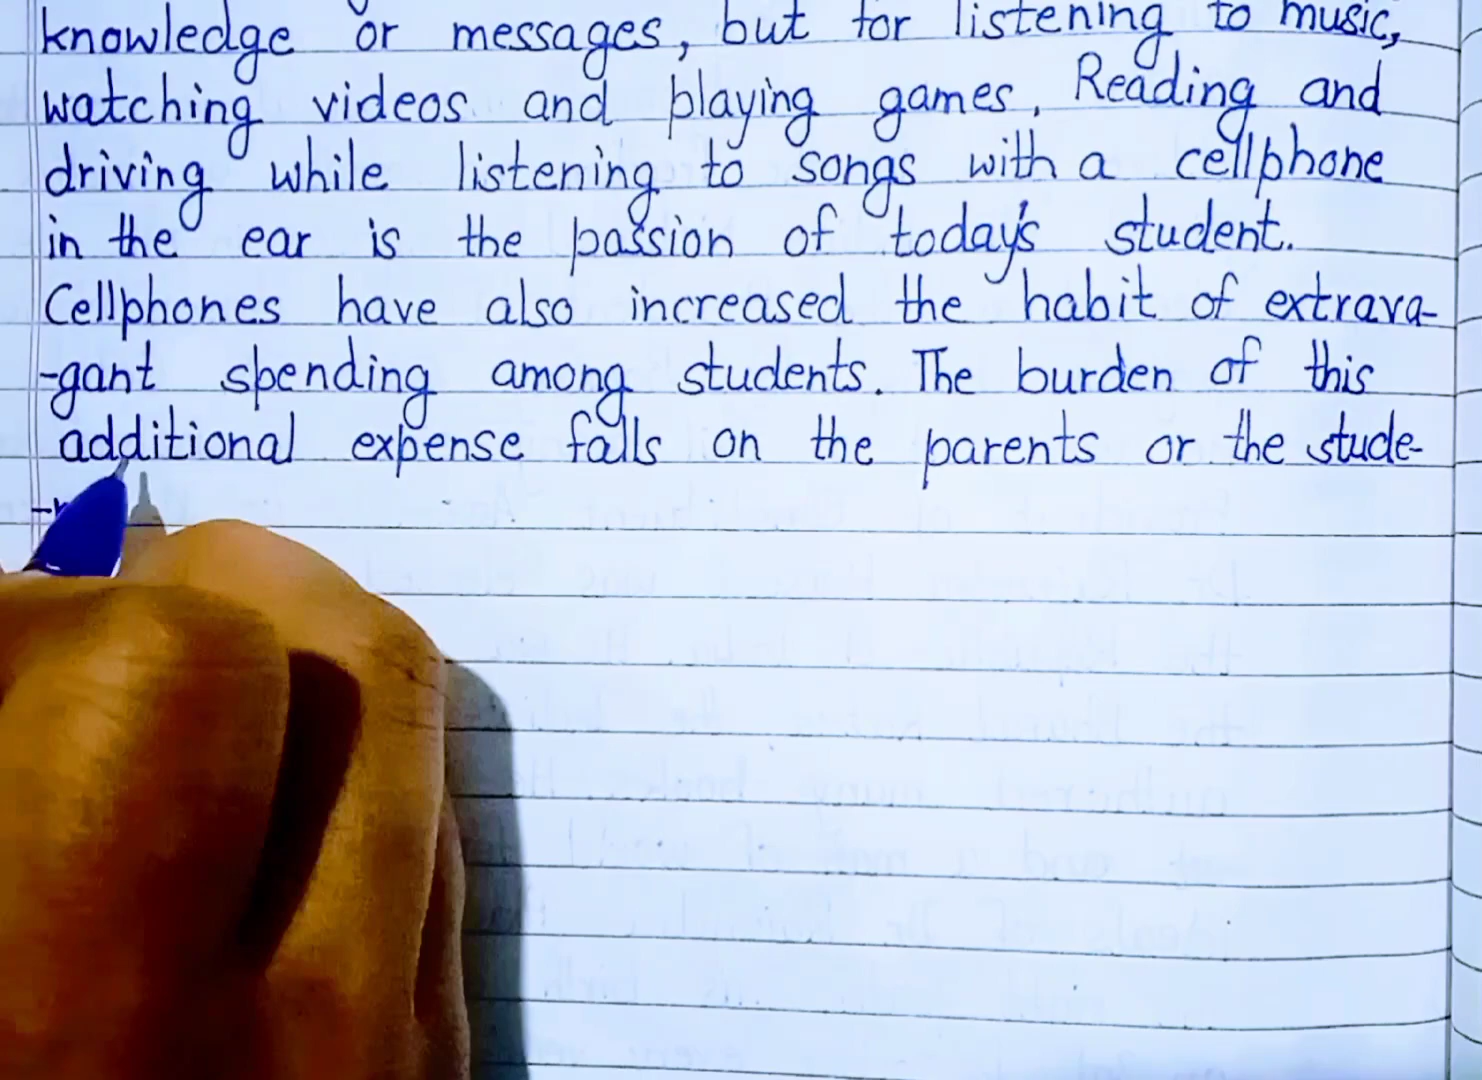 knowledge or messages, but for listening to music,
watching videos and playing games. Reading and
driving while listening to songs with a cellphone
in the ear is the passion of today's student.
Cellphones have also increased the habit of extrava-
-gant spending among students. The burden of this
additional expense falls on the parents or the stude-